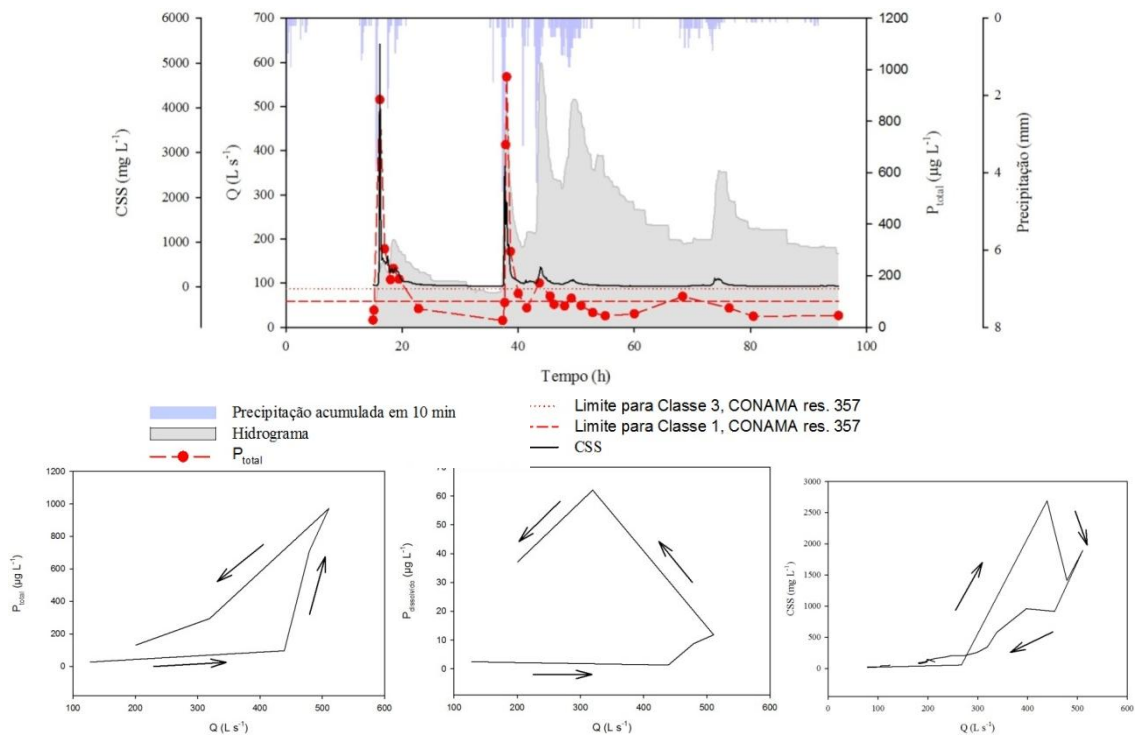 6000
5000
4000
3000
2000
1000
0
CSS (mg L⁻¹)
700
600
500
400
300
200
100
0
Q (L s⁻¹)
1200
1000
800
600
400
200
0
P_total (µg L⁻¹)
0
2
4
6
8
Precipitação (mm)
0 20 40 60 80 100
Tempo (h)
Precipitação acumulada em 10 min
Hidrograma
P_total
Limite para Classe 3, CONAMA res. 357
Limite para Classe 1, CONAMA res. 357
CSS
1200
1000
800
600
400
200
0
P_total (µg L⁻¹)
100 200 300 400 500 600
Q (L s⁻¹)
60
50
40
30
20
10
0
P_dissolvido (µg L⁻¹)
100 200 300 400 500 600
Q (L s⁻¹)
3000
2500
2000
1500
1000
500
0
CSS (mg L⁻¹)
0 100 200 300 400 500 600
Q (L s⁻²)